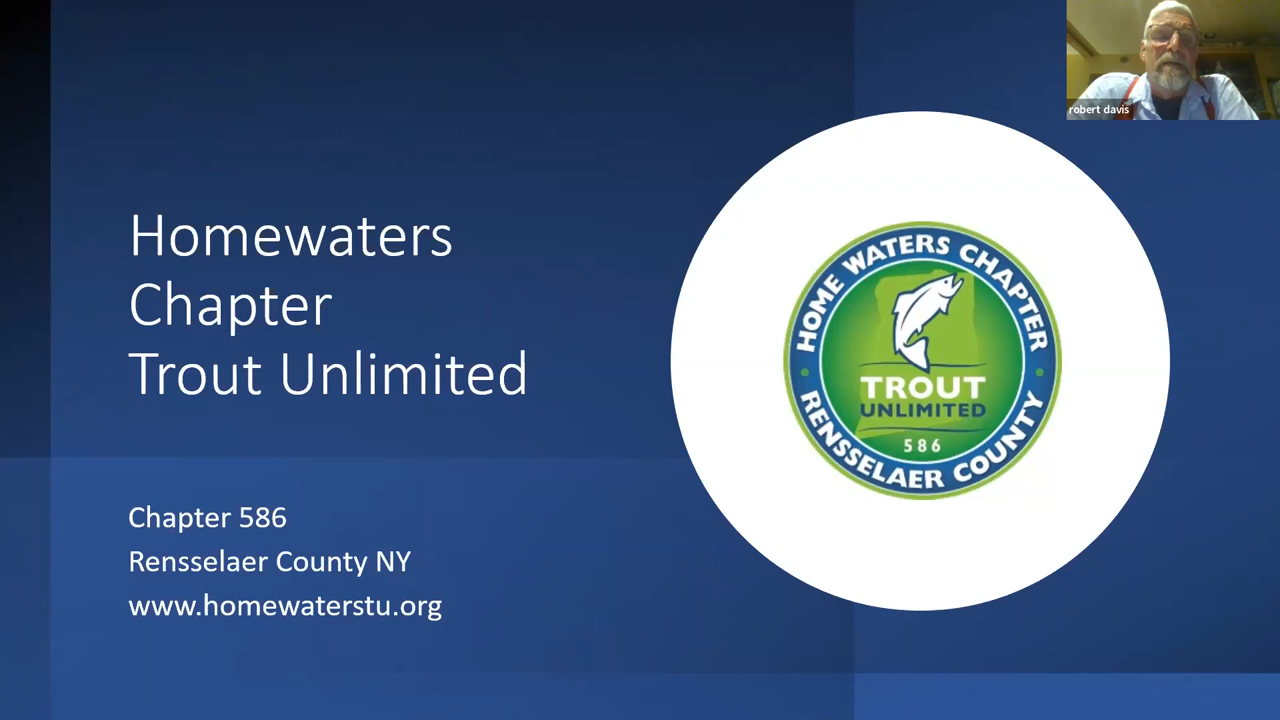 robert davis
Homewaters
Chapter
Trout Unlimited
HOME WATERS CHAPTER
TROUT
UNLIMITED
586
RENSSELAER COUNTY
Chapter 586
Rensselaer County NY
www.homewaterstu.org